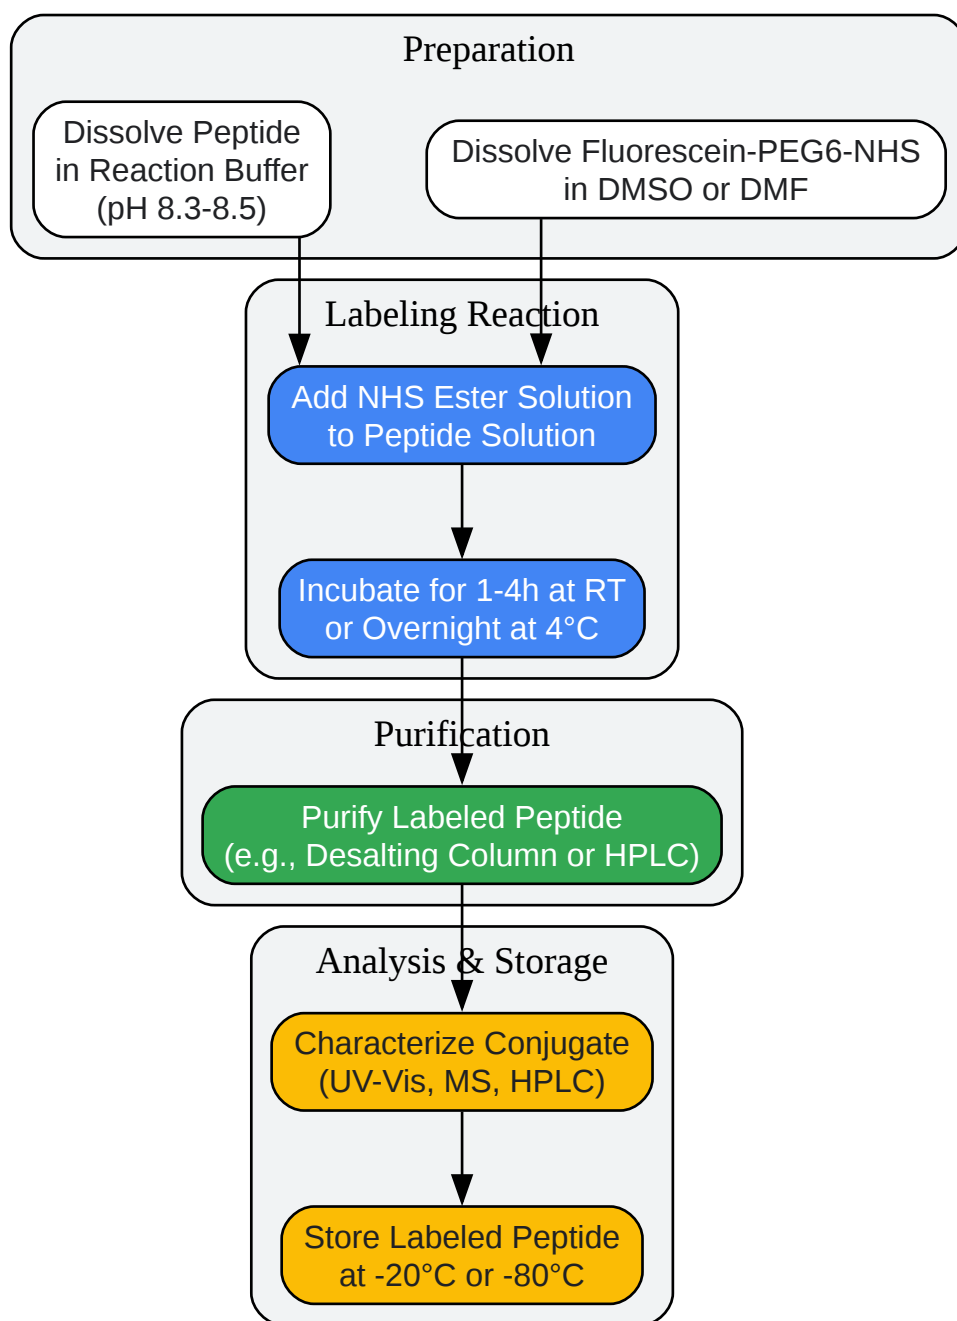 Preparation
Dissolve Peptide
in Reaction Buffer
(pH 8.3-8.5)
Dissolve Fluorescein-PEG6-NHS
in DMSO or DMF
Labeling Reaction
Add NHS Ester Solution
to Peptide Solution
Incubate for 1-4h at RT
or Overnight at 4°C
Purification
Purify Labeled Peptide
(e.g., Desalting Column or HPLC)
Analysis & Storage
Characterize Conjugate
(UV-Vis, MS, HPLC)
Store Labeled Peptide
at -20°C or -80°C